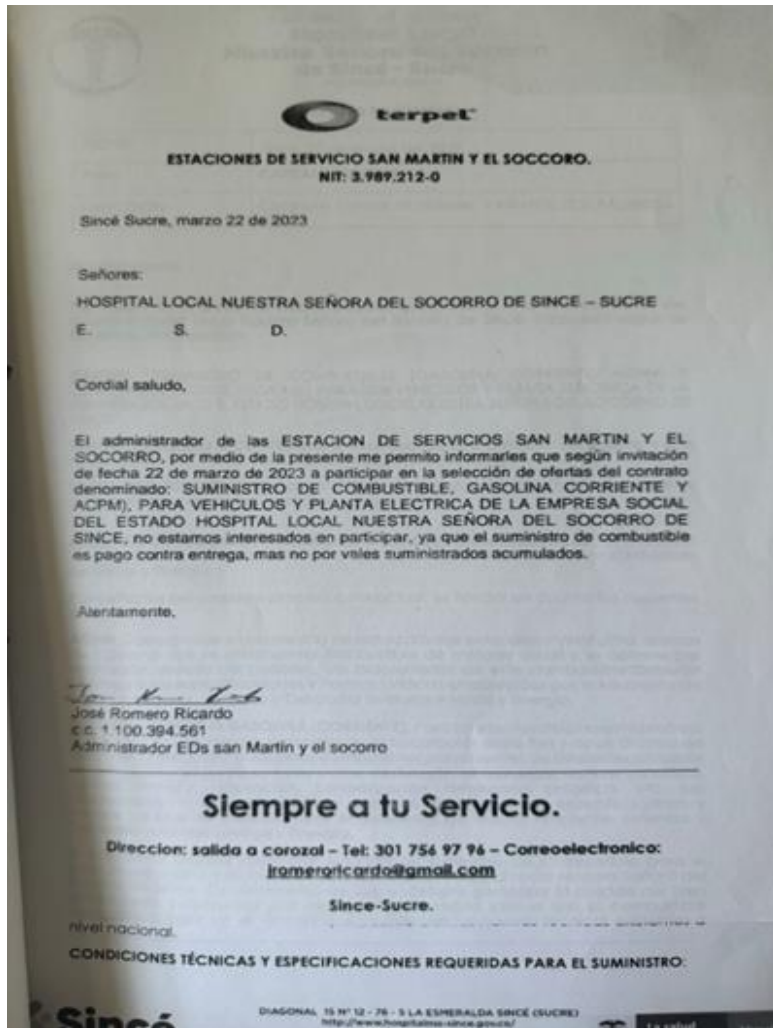 terpel
ESTACIONES DE SERVICIO SAN MARTIN Y EL SOCCORO.
NIT: 3.989.212-0
Sincé Sucre, marzo 22 de 2023
Señores:
HOSPITAL LOCAL NUESTRA SEÑORA DEL SOCORRO DE SINCE – SUCRE
E. S. D.
Cordial saludo,
El administrador de las ESTACION DE SERVICIOS SAN MARTIN Y EL
SOCORRO, por medio de la presente me permito informarles que según invitación
de fecha 22 de marzo de 2023 a participar en la selección de ofertas del contrato
denominado: SUMINISTRO DE COMBUSTIBLE, GASOLINA CORRIENTE Y
ACPM), PARA VEHICULOS Y PLANTA ELECTRICA DE LA EMPRESA SOCIAL
DEL ESTADO HOSPITAL LOCAL NUESTRA SEÑORA DEL SOCORRO DE
SINCE, no estamos interesados en participar, ya que el suministro de combustible
es pago contra entrega, mas no por vales suministrados acumulados.
Atentamente,
José Romero Ricardo
c.c. 1.100.394.561
Administrador EDs san Martin y el socorro
Siempre a tu Servicio.
Direccion: salida a corozal – Tel: 301 756 97 96 – Correoelectronico:
jromeroricardo@gmail.com
Since-Sucre.
nivel nacional.
CONDICIONES TÉCNICAS Y ESPECIFICACIONES REQUERIDAS PARA EL SUMINISTRO:
DIAGONAL 15 Nº 12 - 76 - S LA ESMERALDA SINCÉ (SUCRE)
Sincé